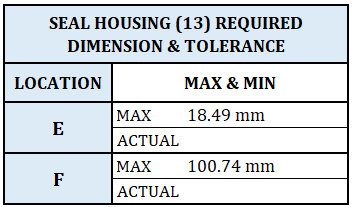 SEAL HOUSING (13) REQUIRED
DIMENSION & TOLERANCE
LOCATION MAX & MIN
E MAX 18.49 mm
ACTUAL
F MAX 100.74 mm
ACTUAL